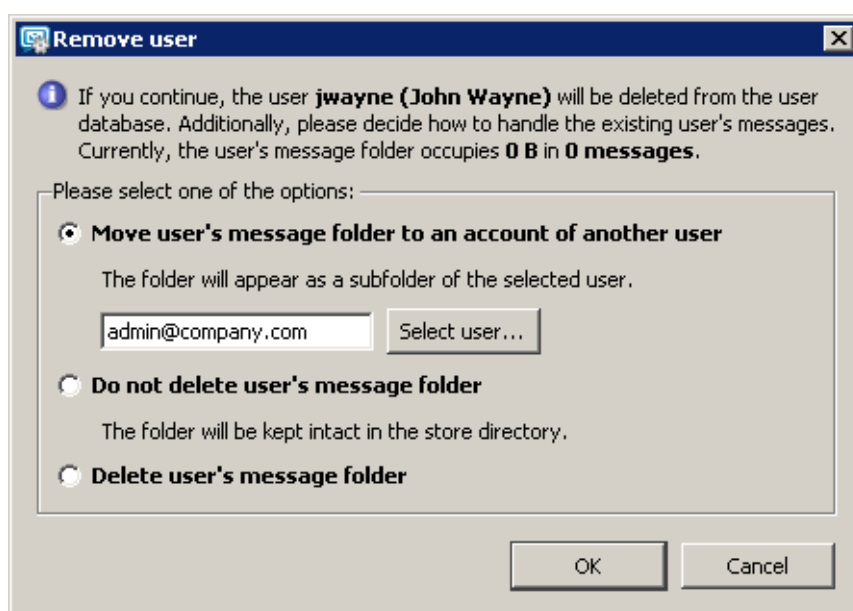 Remove user
If you continue, the user jwayne (John Wayne) will be deleted from the user
database. Additionally, please decide how to handle the existing user's messages.
Currently, the user's message folder occupies 0 B in 0 messages.
Please select one of the options:
Move user's message folder to an account of another user
The folder will appear as a subfolder of the selected user.
admin@company.com Select user...
Do not delete user's message folder
The folder will be kept intact in the store directory.
Delete user's message folder
OK Cancel